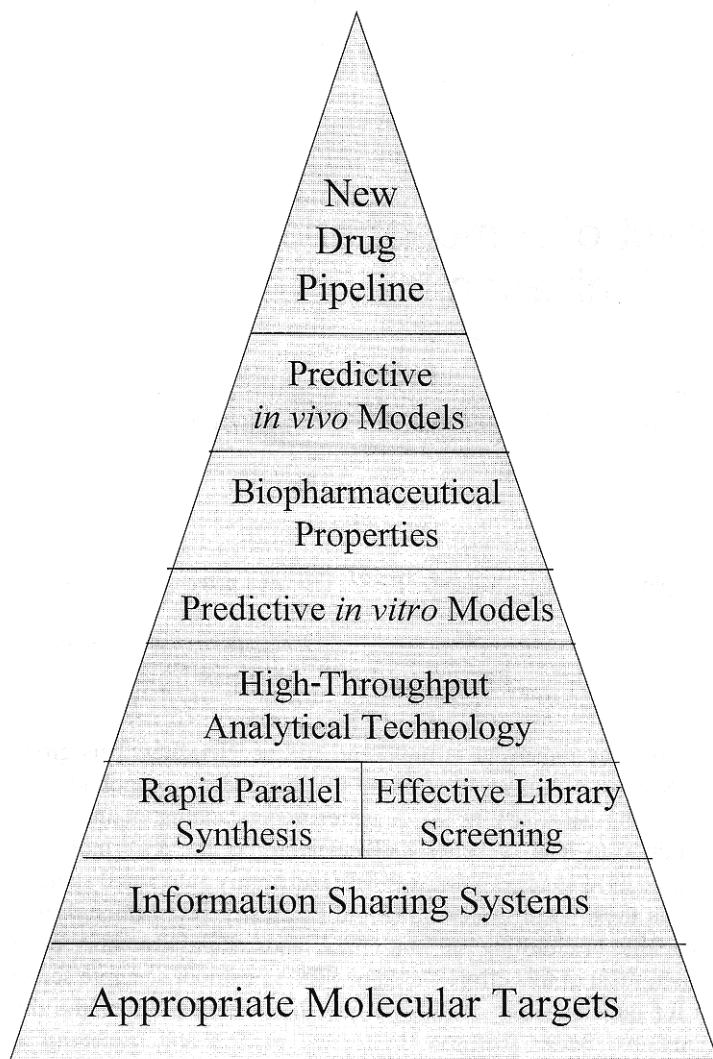 New
Drug
Pipeline
Predictive
in vivo Models
Biopharmaceutical
Properties
Predictive in vitro Models
High-Throughput
Analytical Technology
Rapid Parallel
Synthesis
Effective Library
Screening
Information Sharing Systems
Appropriate Molecular Targets